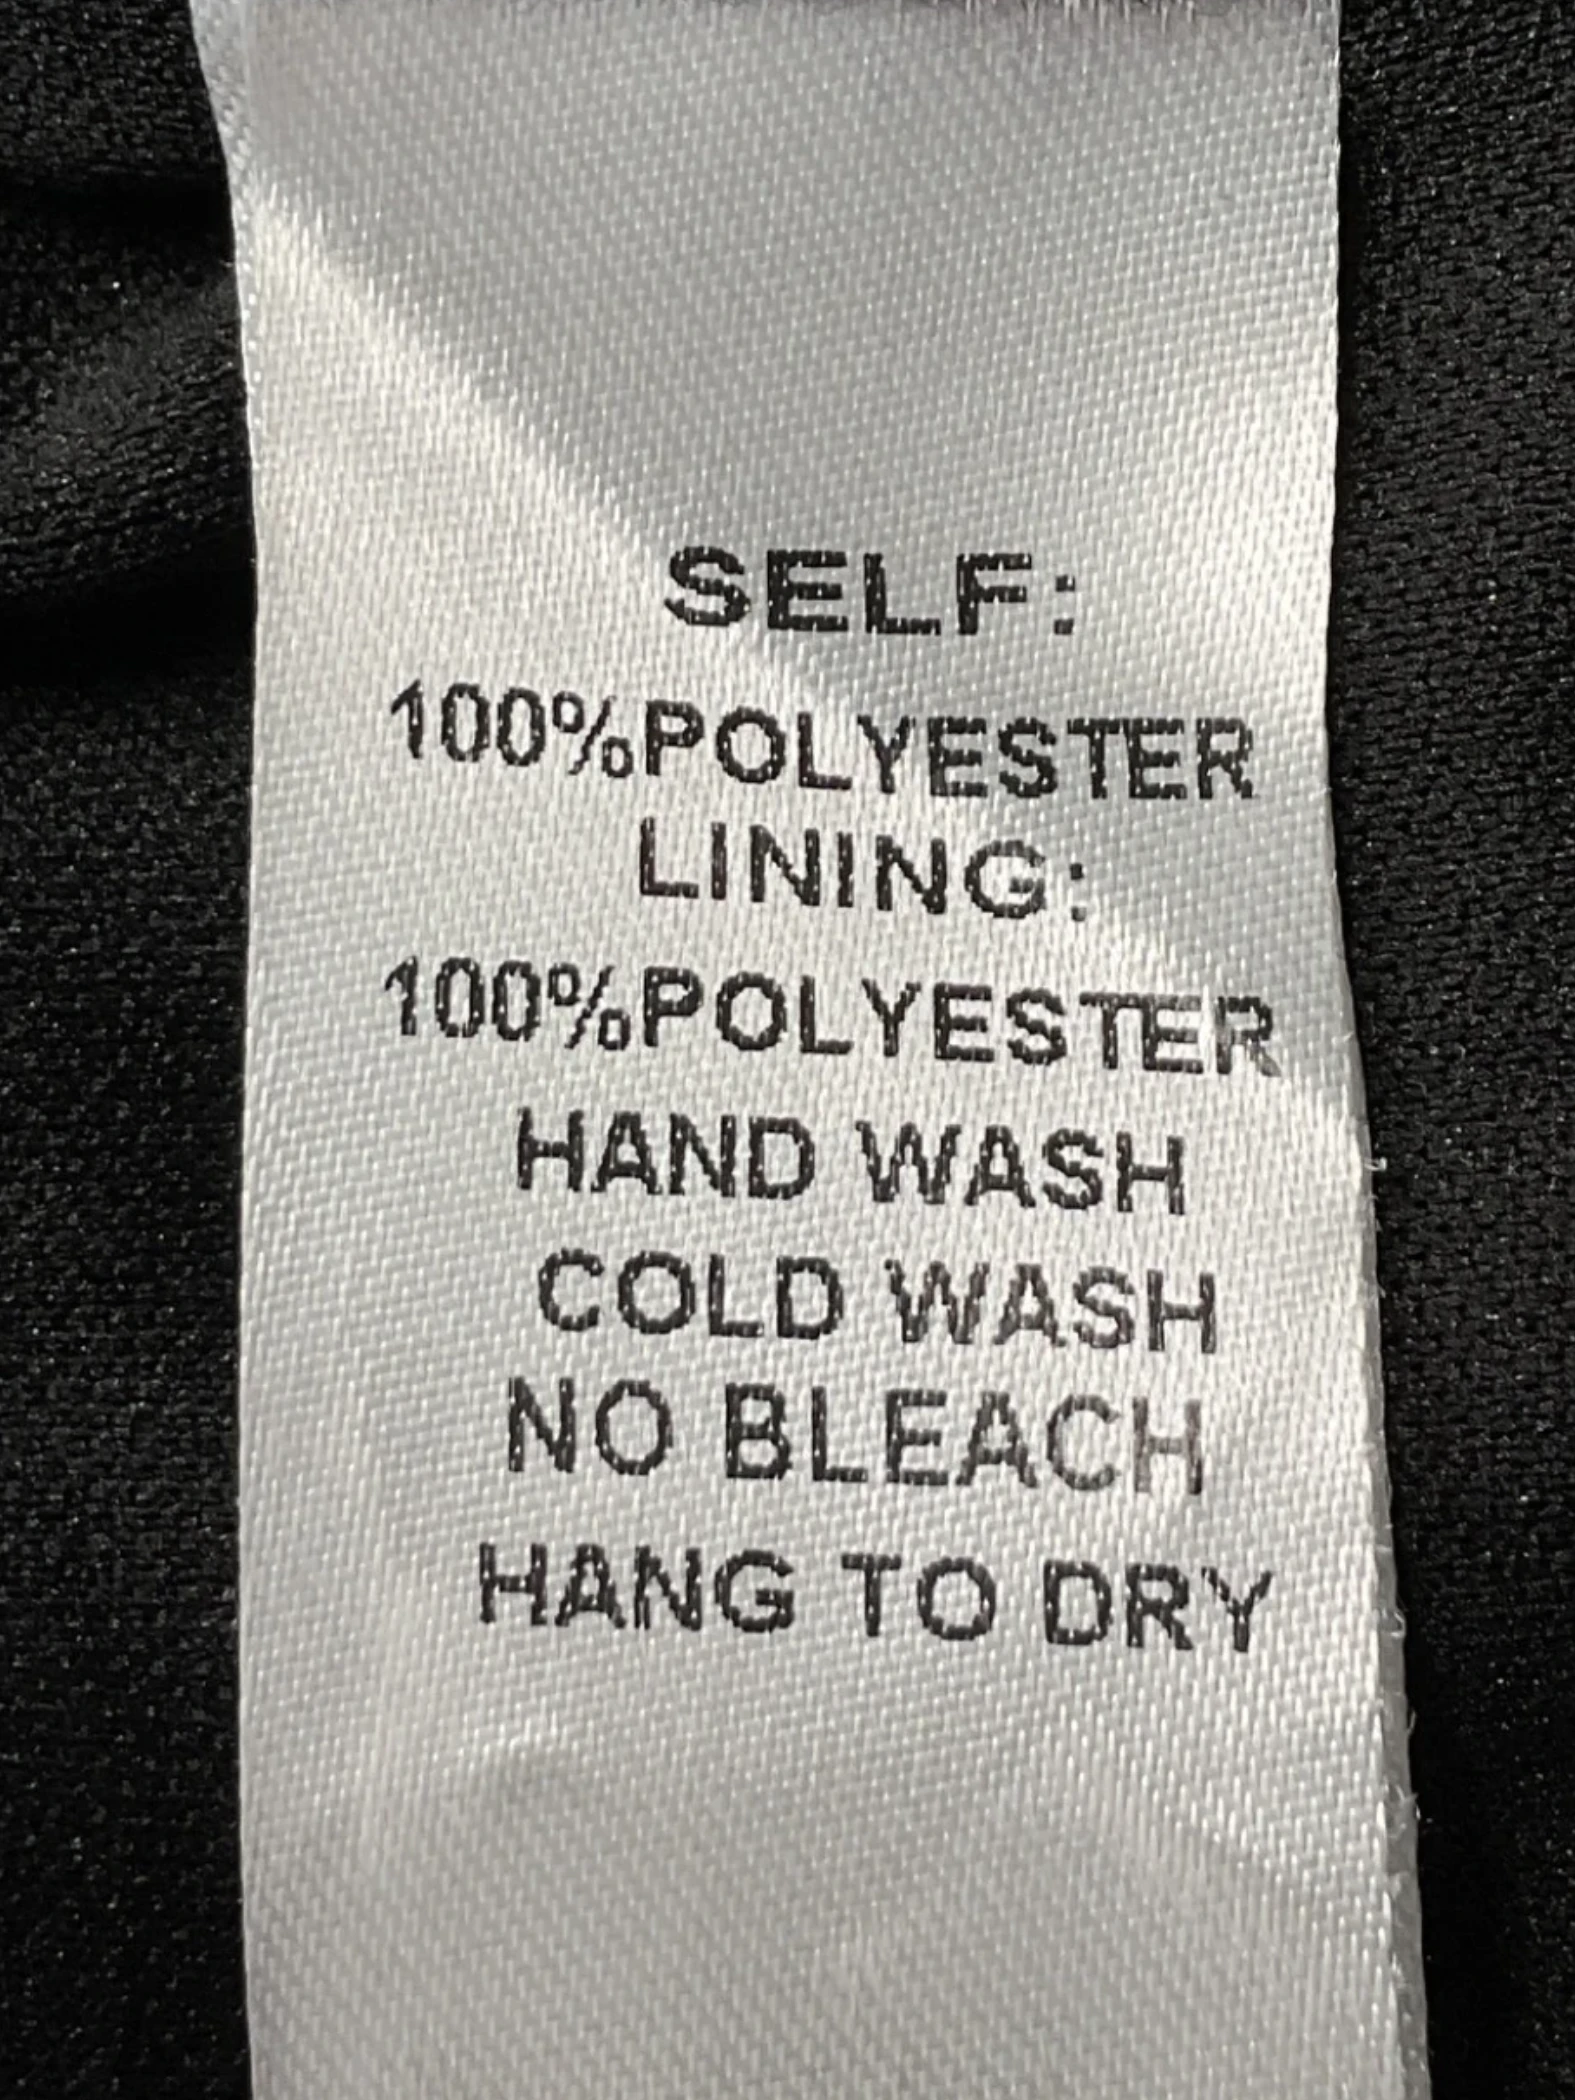 SELF:
100%POLYESTER
LINING:
100%POLYESTER
HAND WASH
COLD WASH
NO BLEACH
HANG TO DRY